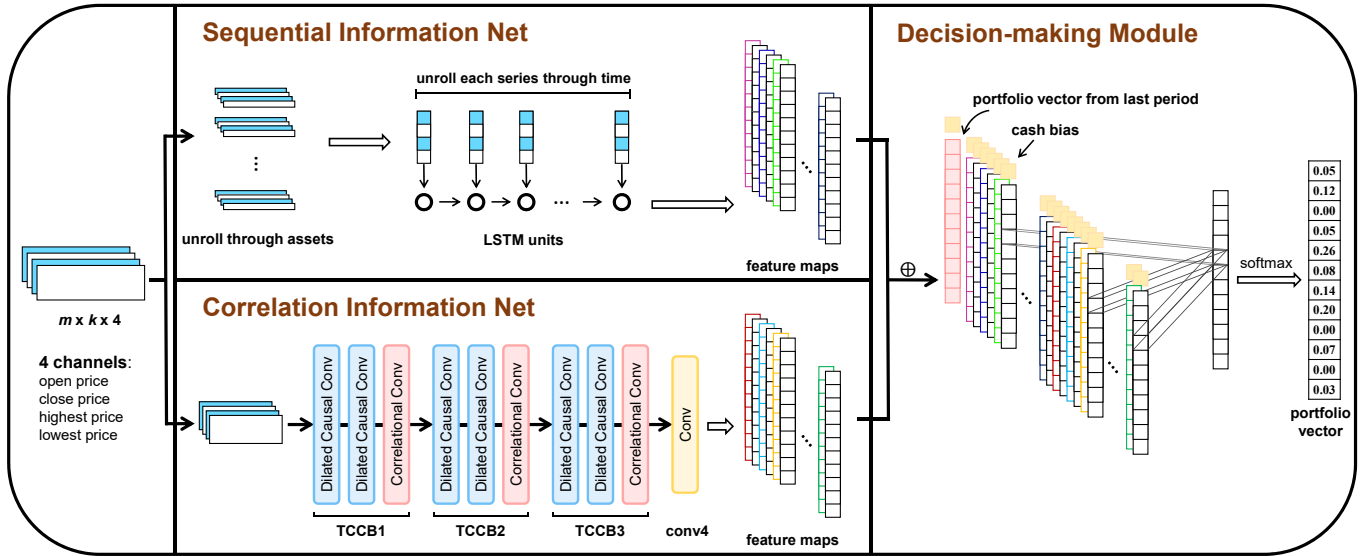 Sequential Information Net
unroll each series through time
...
unroll through assets
...
LSTM units
...
feature maps
m x k x 4
4 channels:
open price
close price
highest price
lowest price
Correlation Information Net
Dilated Causal Conv
Dilated Causal Conv
Correlational Conv
Dilated Causal Conv
Dilated Causal Conv
Correlational Conv
Dilated Causal Conv
Dilated Causal Conv
Correlational Conv
Conv
TCCB1
TCCB2
TCCB3
conv4
...
feature maps
⊕
Decision-making Module
portfolio vector from last period
cash bias
...
...
softmax
0.05
0.12
0.00
0.05
0.26
0.08
0.14
0.20
0.00
0.07
0.00
0.03
portfolio
vector